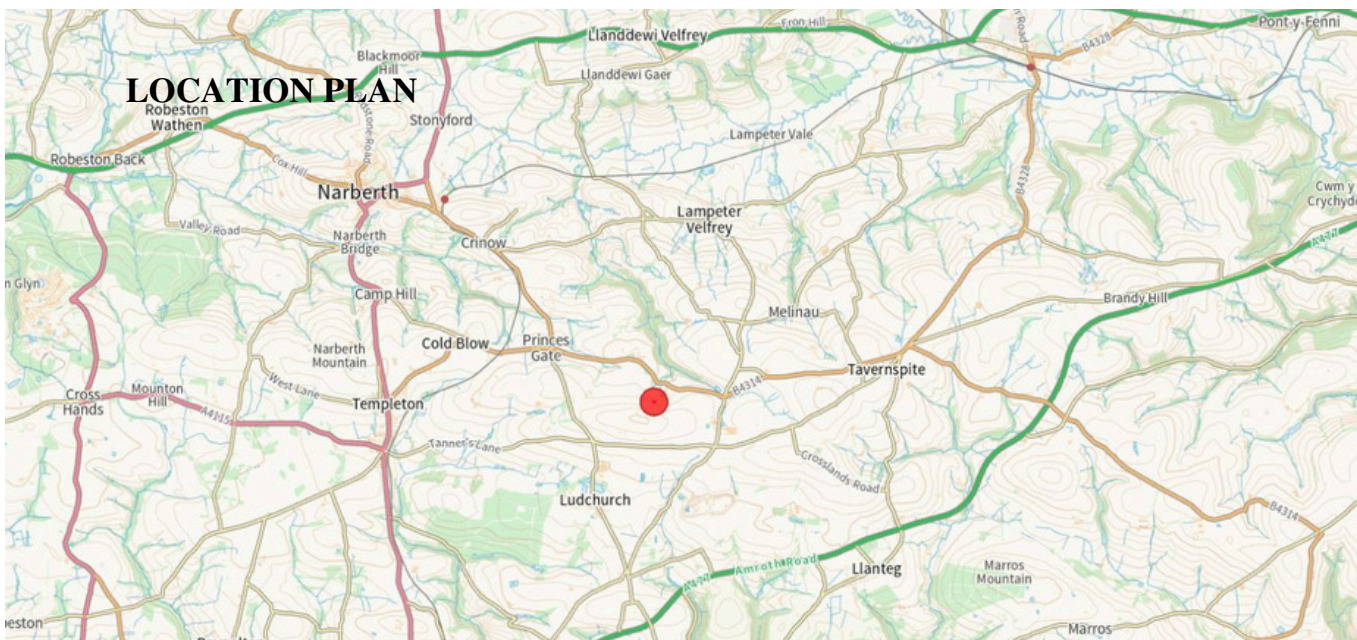 Llanddewi Velfrey
Eron Hill
Pont-y-Fenni
Road
B4328
Blackmoor
Hill
Llanddewi Gaer
LOCATION PLAN
Robeston
Wathen
Stonyford
Lampeter Vale
Robeston Back
Cox Hill
Narberth
B4328
Cwm y
Crychydd
Lampeter
Velfrey
Valley Road
Narberth
Bridge
Crinow
Camp Hill
Brandy Hill
Melinau
Narberth
Mountain
Cold Blow
Princes
Gate
Tavernspite
Cross
Hands
Mounton
Hill
West Lane
Templeton
B4314
A4115
Tanner's Lane
Crosslands Road
Ludchurch
B4314
Amroth Road
Llanteg
Marros
Mountain
Marros